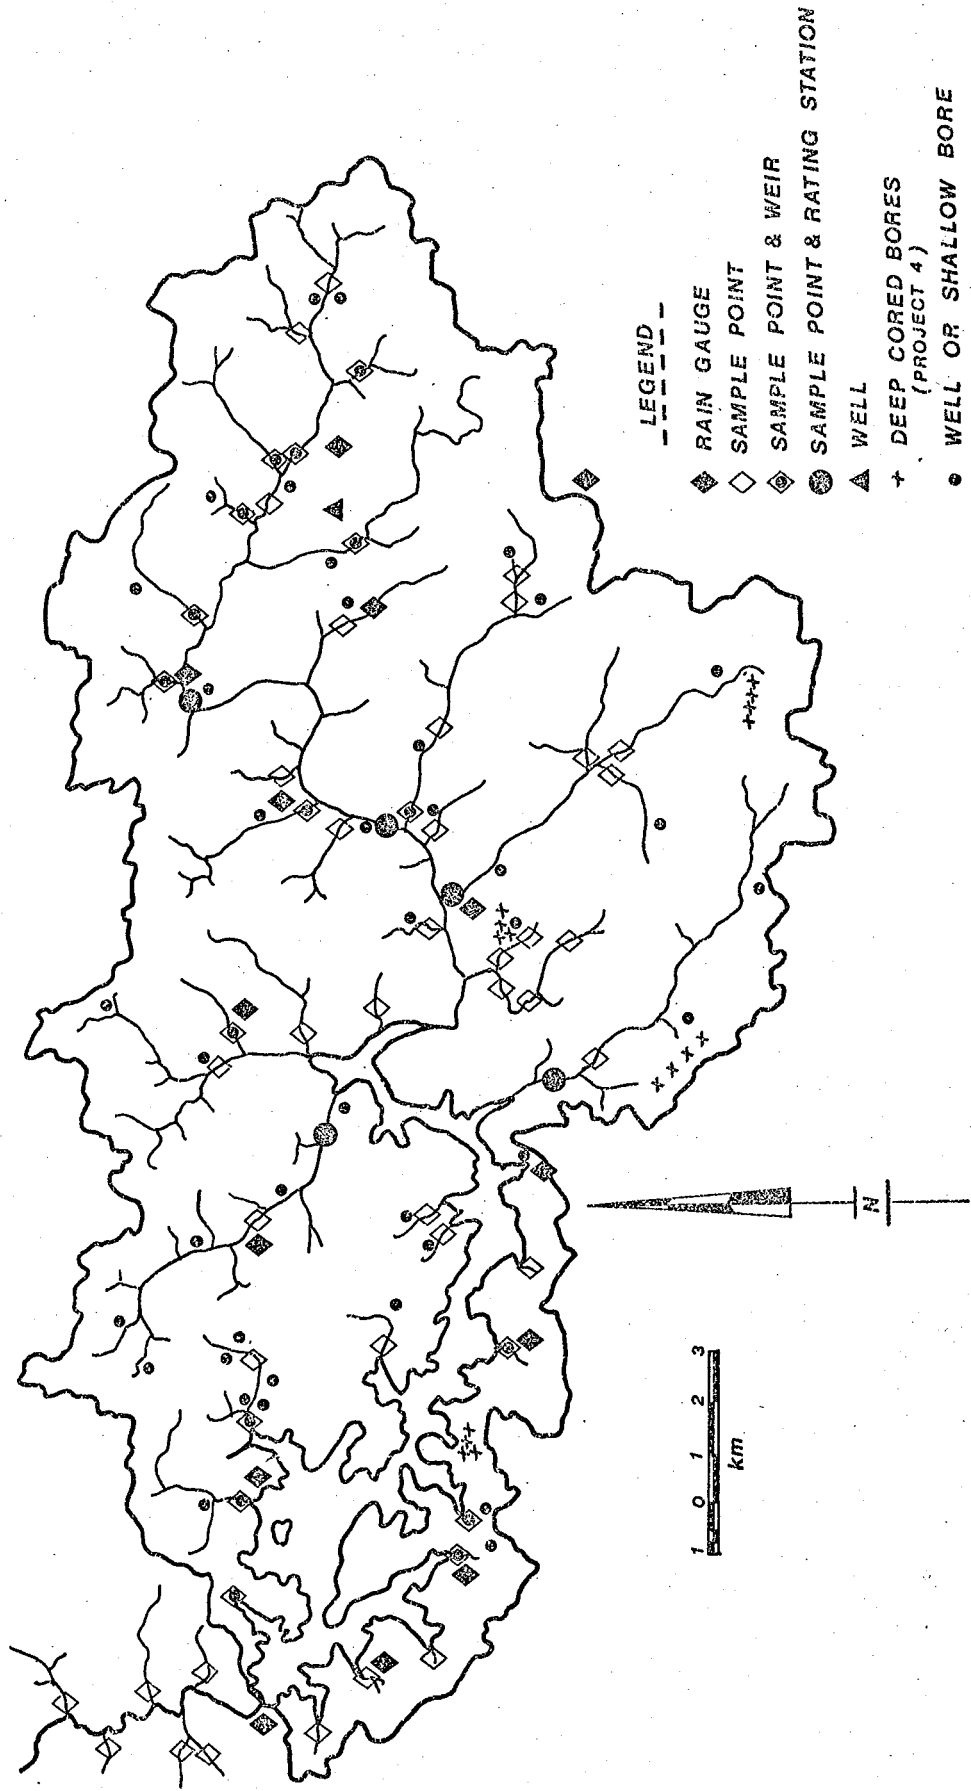 LEGEND
RAIN GAUGE
SAMPLE POINT
SAMPLE POINT & WEIR
SAMPLE POINT & RATING STATION
WELL
DEEP CORED BORES
(PROJECT 4)
WELL OR SHALLOW BORE
N
1 0 1 2 3
km